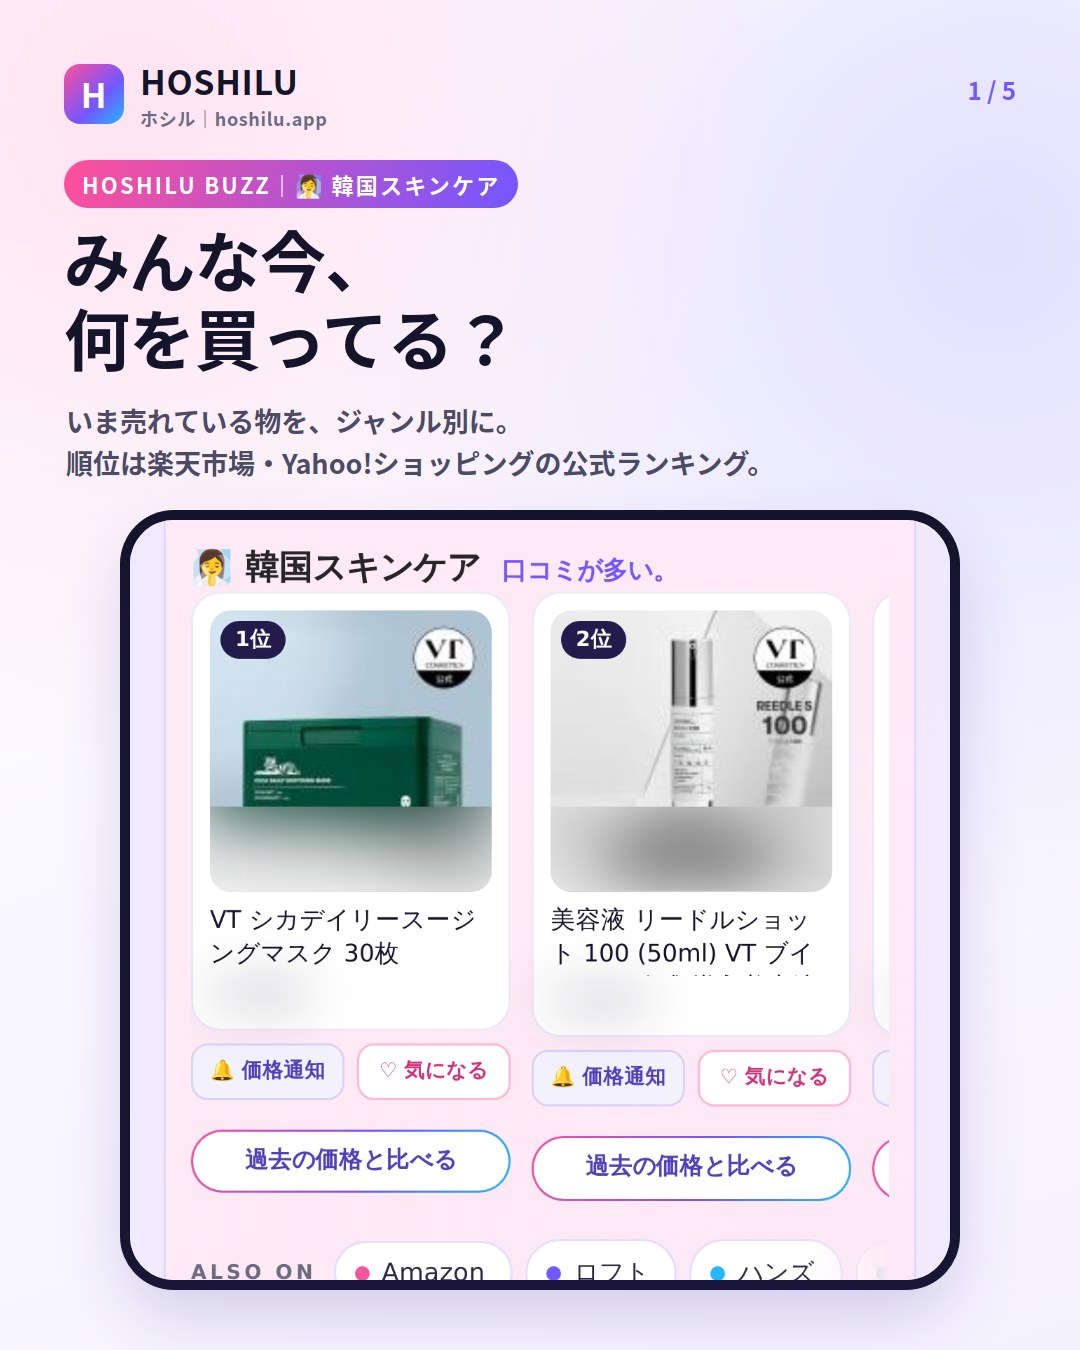 H HOSHILU
ホシル｜hoshilu.app
1 / 5
HOSHILU BUZZ｜👩‍⚕️ 韓国スキンケア
みんな今、
何を買ってる？
いま売れている物を、ジャンル別に。
順位は楽天市場・Yahoo!ショッピングの公式ランキング。
韓国スキンケア 口コミが多い。
1位
VT
COSMETICS
公式
2位
VT
COSMETICS
公式
REEDLE S
100
VT シカデイリースージ
ングマスク 30枚
美容液 リードルショッ
ト 100 (50ml) VT ブイ
🔔 価格通知
♡ 気になる
🔔 価格通知
♡ 気になる
過去の価格と比べる
過去の価格と比べる
ALSO ON
Amazon
ロフト
ハンズ